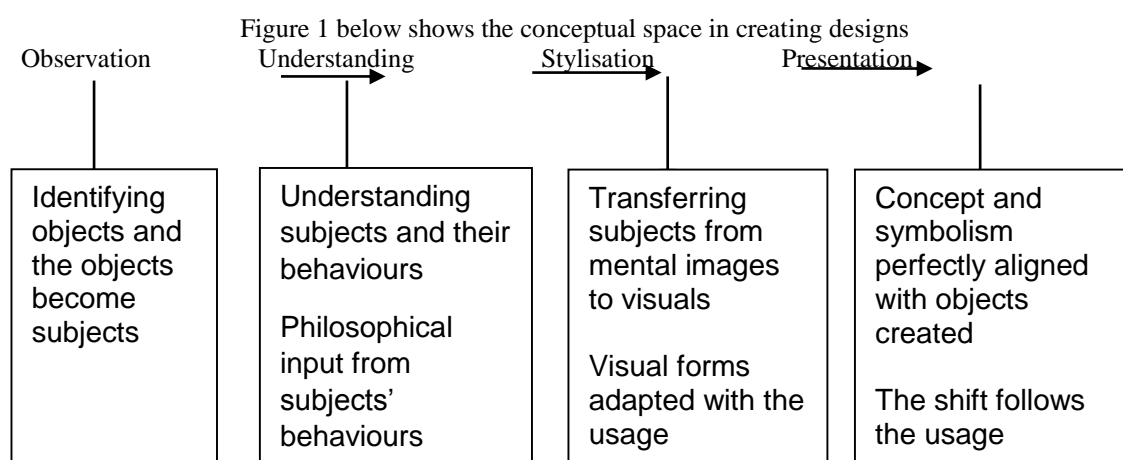 Figure 1 below shows the conceptual space in creating designs
Observation Understanding Stylisation Presentation
Identifying
objects and
the objects
become
subjects
Understanding
subjects and their
behaviours
Philosophical
input from
subjects’
behaviours
Transferring
subjects from
mental images
to visuals
Visual forms
adapted with the
usage
Concept and
symbolism
perfectly aligned
with objects
created
The shift follows
the usage